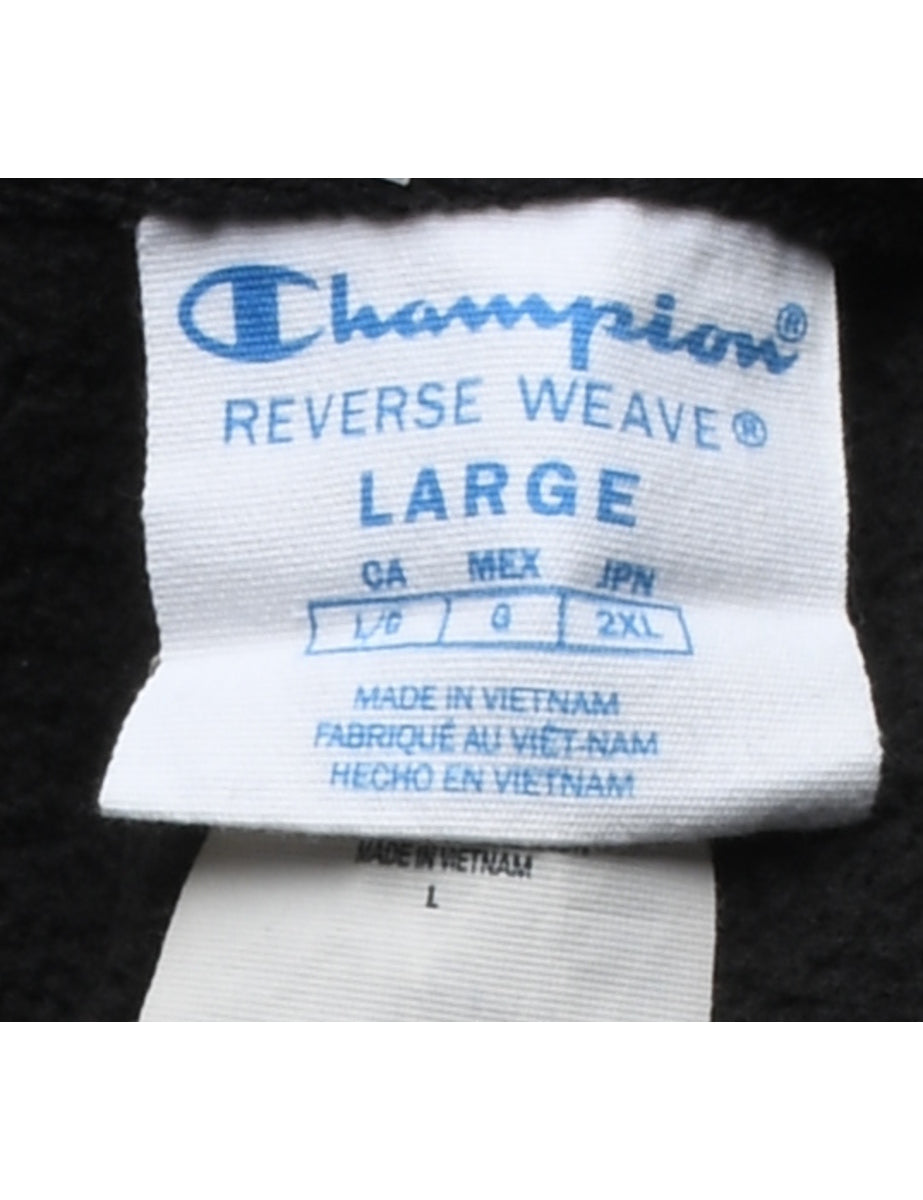 Champion®
REVERSE WEAVE®
LARGE
CA MEX JPN
L/G G 2XL
MADE IN VIETNAM
FABRIQUÉ AU VIÊT-NAM
HECHO EN VIETNAM
MADE IN VIETNAM
L